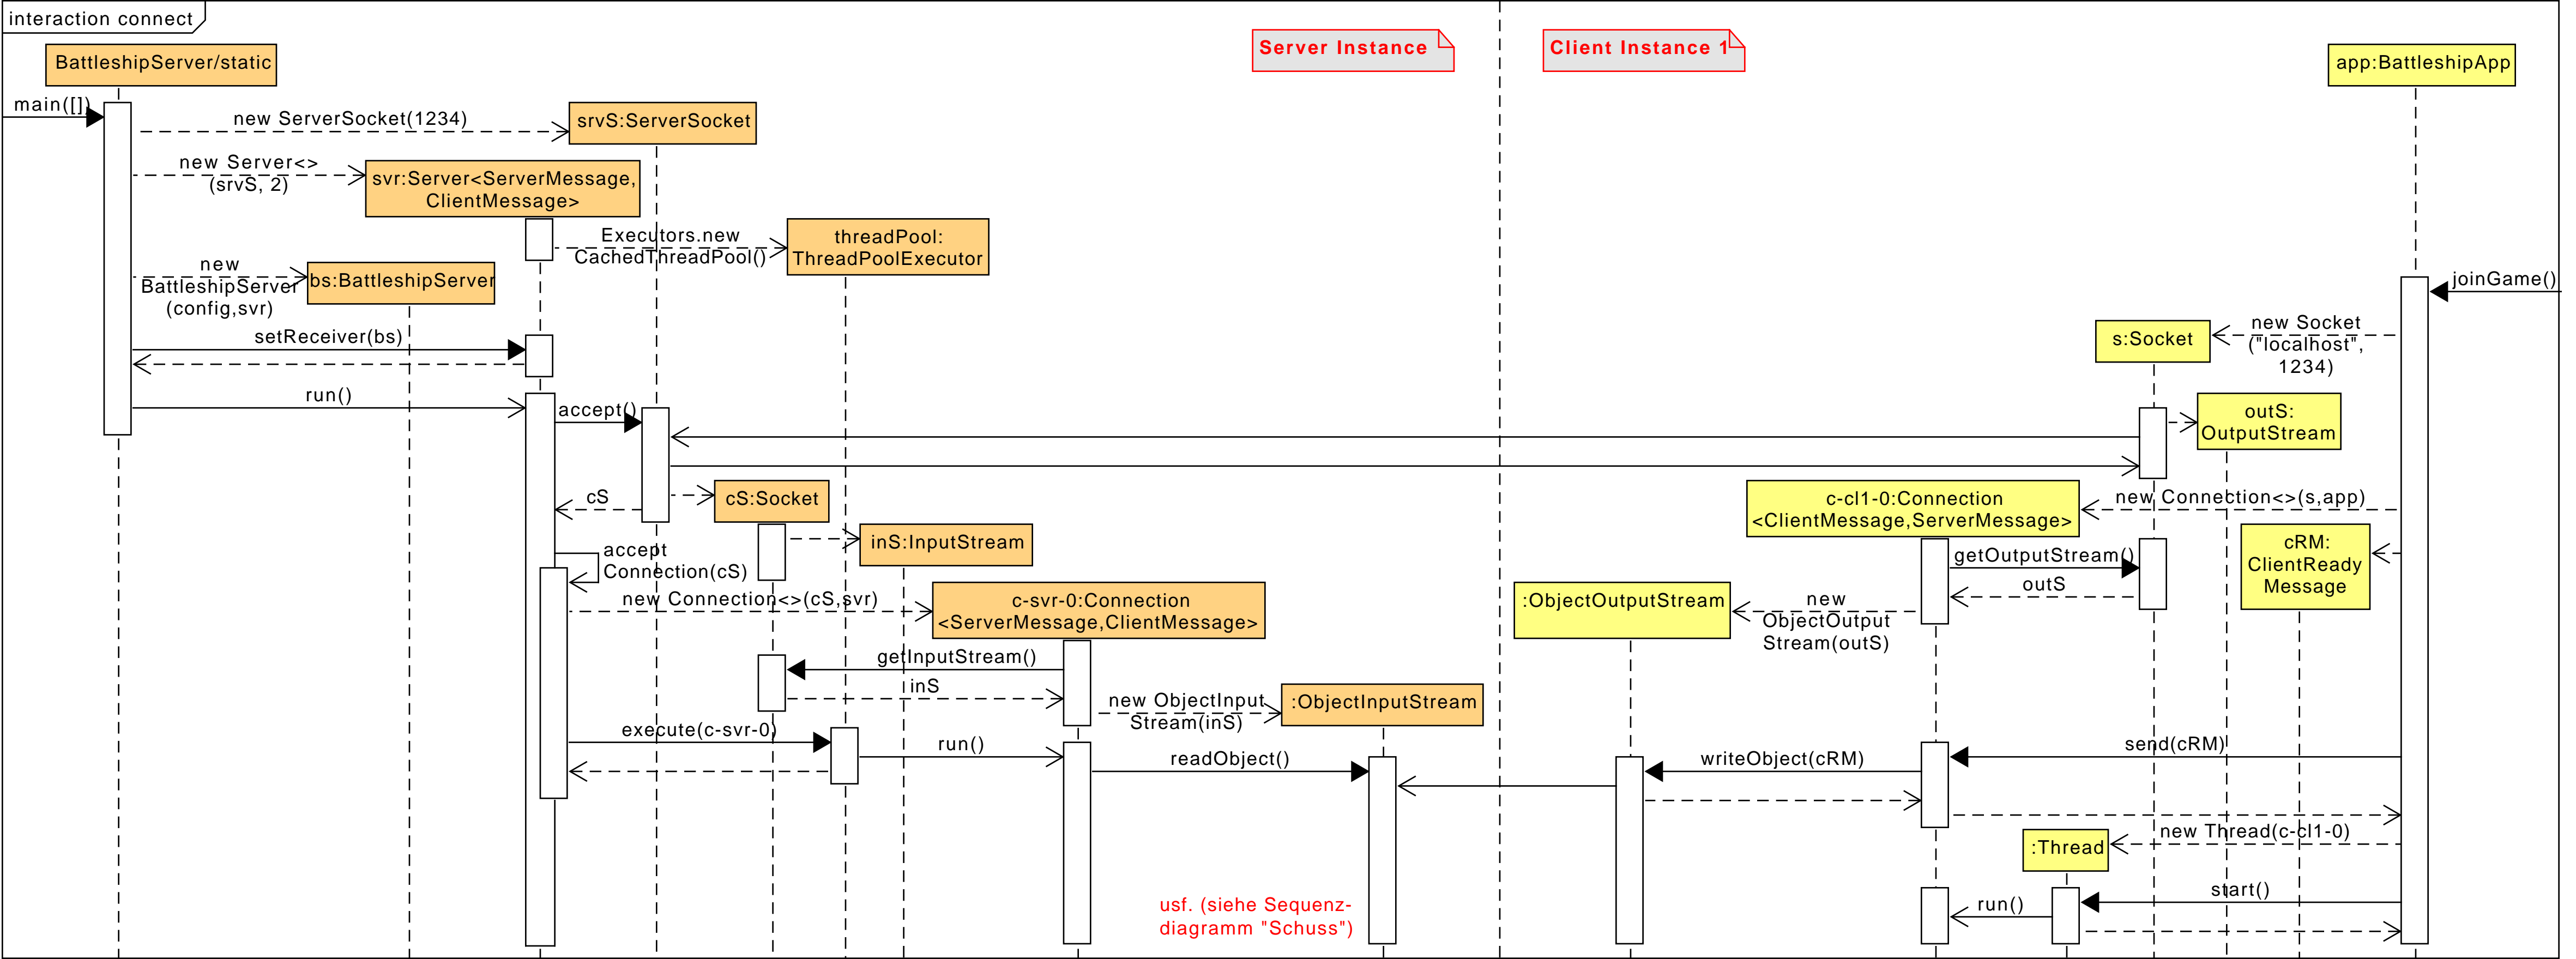 interaction connect
Server Instance
Client Instance 1
BattleshipServer/static
app:BattleshipApp
main([])
new ServerSocket(1234)
srvS:ServerSocket
new Server<>
(srvS, 2)
svr:Server<ServerMessage,
ClientMessage>
Executors.new
CachedThreadPool()
threadPool:
ThreadPoolExecutor
new
BattleshipServer
(config,svr)
bs:BattleshipServer
joinGame()
setReceiver(bs)
s:Socket
new Socket
("localhost",
1234)
run()
accept()
outS:
OutputStream
cS
cS:Socket
c-cl1-0:Connection
<ClientMessage,ServerMessage>
new Connection<>(s,app)
accept
Connection(cS)
inS:InputStream
getOutputStream()
outS
cRM:
ClientReady
Message
new Connection<>(cS,svr)
c-svr-0:Connection
<ServerMessage,ClientMessage>
:ObjectOutputStream
new
ObjectOutput
Stream(outS)
getInputStream()
inS
new ObjectInput
Stream(inS)
:ObjectInputStream
execute(c-svr-0)
run()
readObject()
writeObject(cRM)
send(cRM)
new Thread(c-cl1-0)
:Thread
start()
run()
usf. (siehe Sequenz-
diagramm "Schuss")